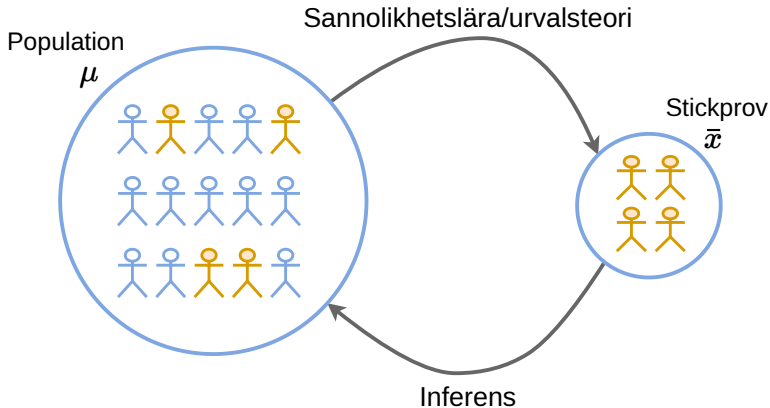 Sannolikhetslära/urvalsteori
Population
μ
Stickprov
x̄
Inferens